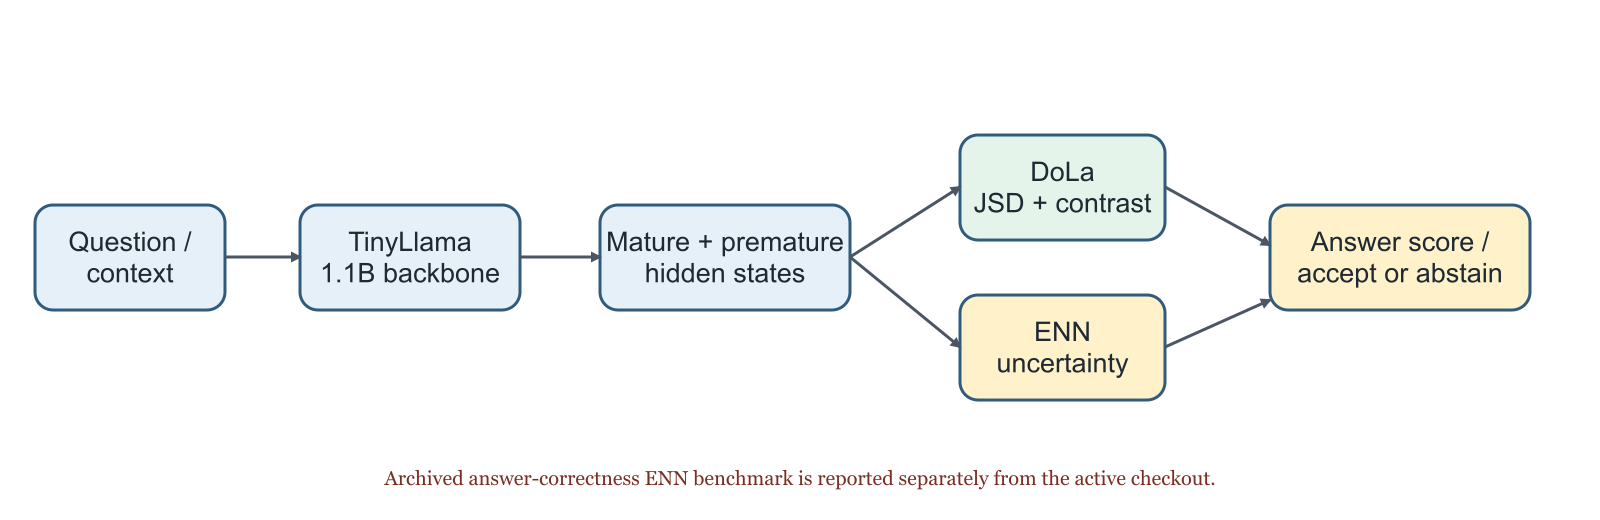 Question /
context
TinyLlama
1.1B backbone
Mature + premature
hidden states
DoLa
JSD + contrast
ENN
uncertainty
Answer score /
accept or abstain
Archived answer-correctness ENN benchmark is reported separately from the active checkout.